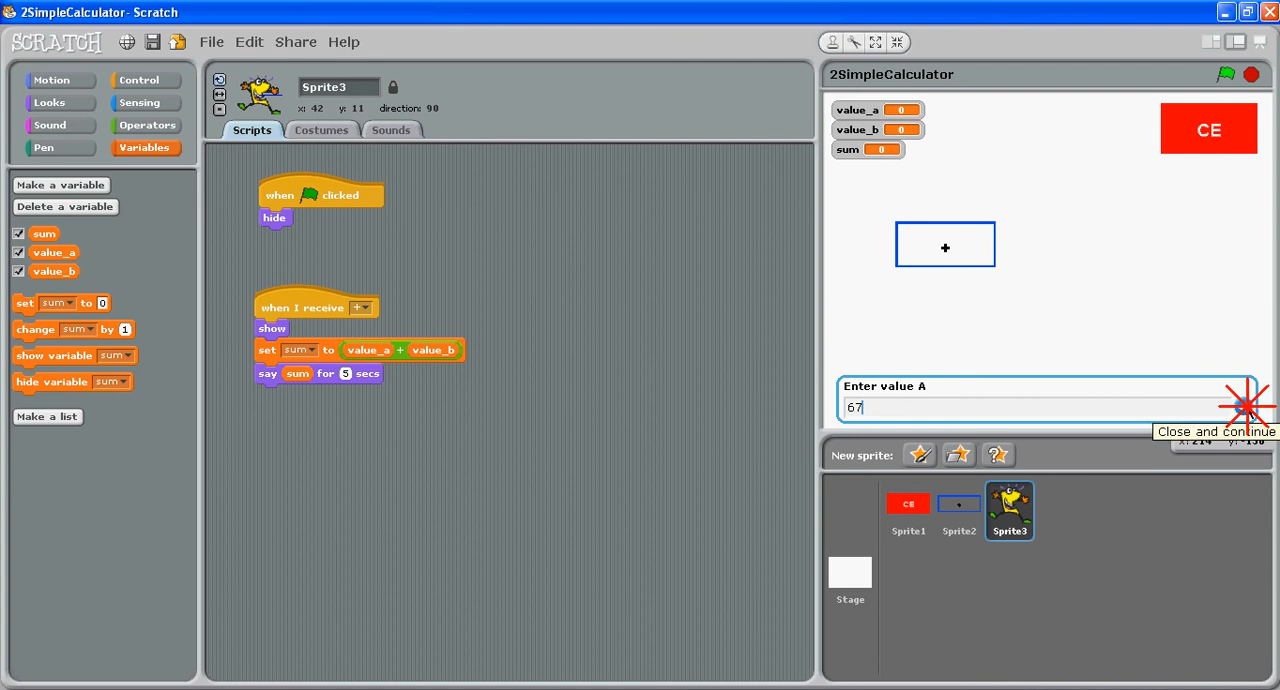 2SimpleCalculator- Scratch
SCRATCH File Edit Share Help
Motion Control
Looks Sensing
Sound Operators
Pen Variables
Make a variable
Delete a variable
sum
value_a
value_b
set sum to 0
change sum by 1
show variable sum
hide variable sum
Make a list
Sprite3
x: 42 y: 11 direction: 90
Scripts Costumes Sounds
when clicked
hide
when I receive +
show
set sum to value_a + value_b
say sum for 5 secs
2SimpleCalculator
value_a 0
value_b 0
sum 0
CE
+
Enter value A
67
Close and continue
New sprite:
CE
+
Sprite1 Sprite2 Sprite3
Stage